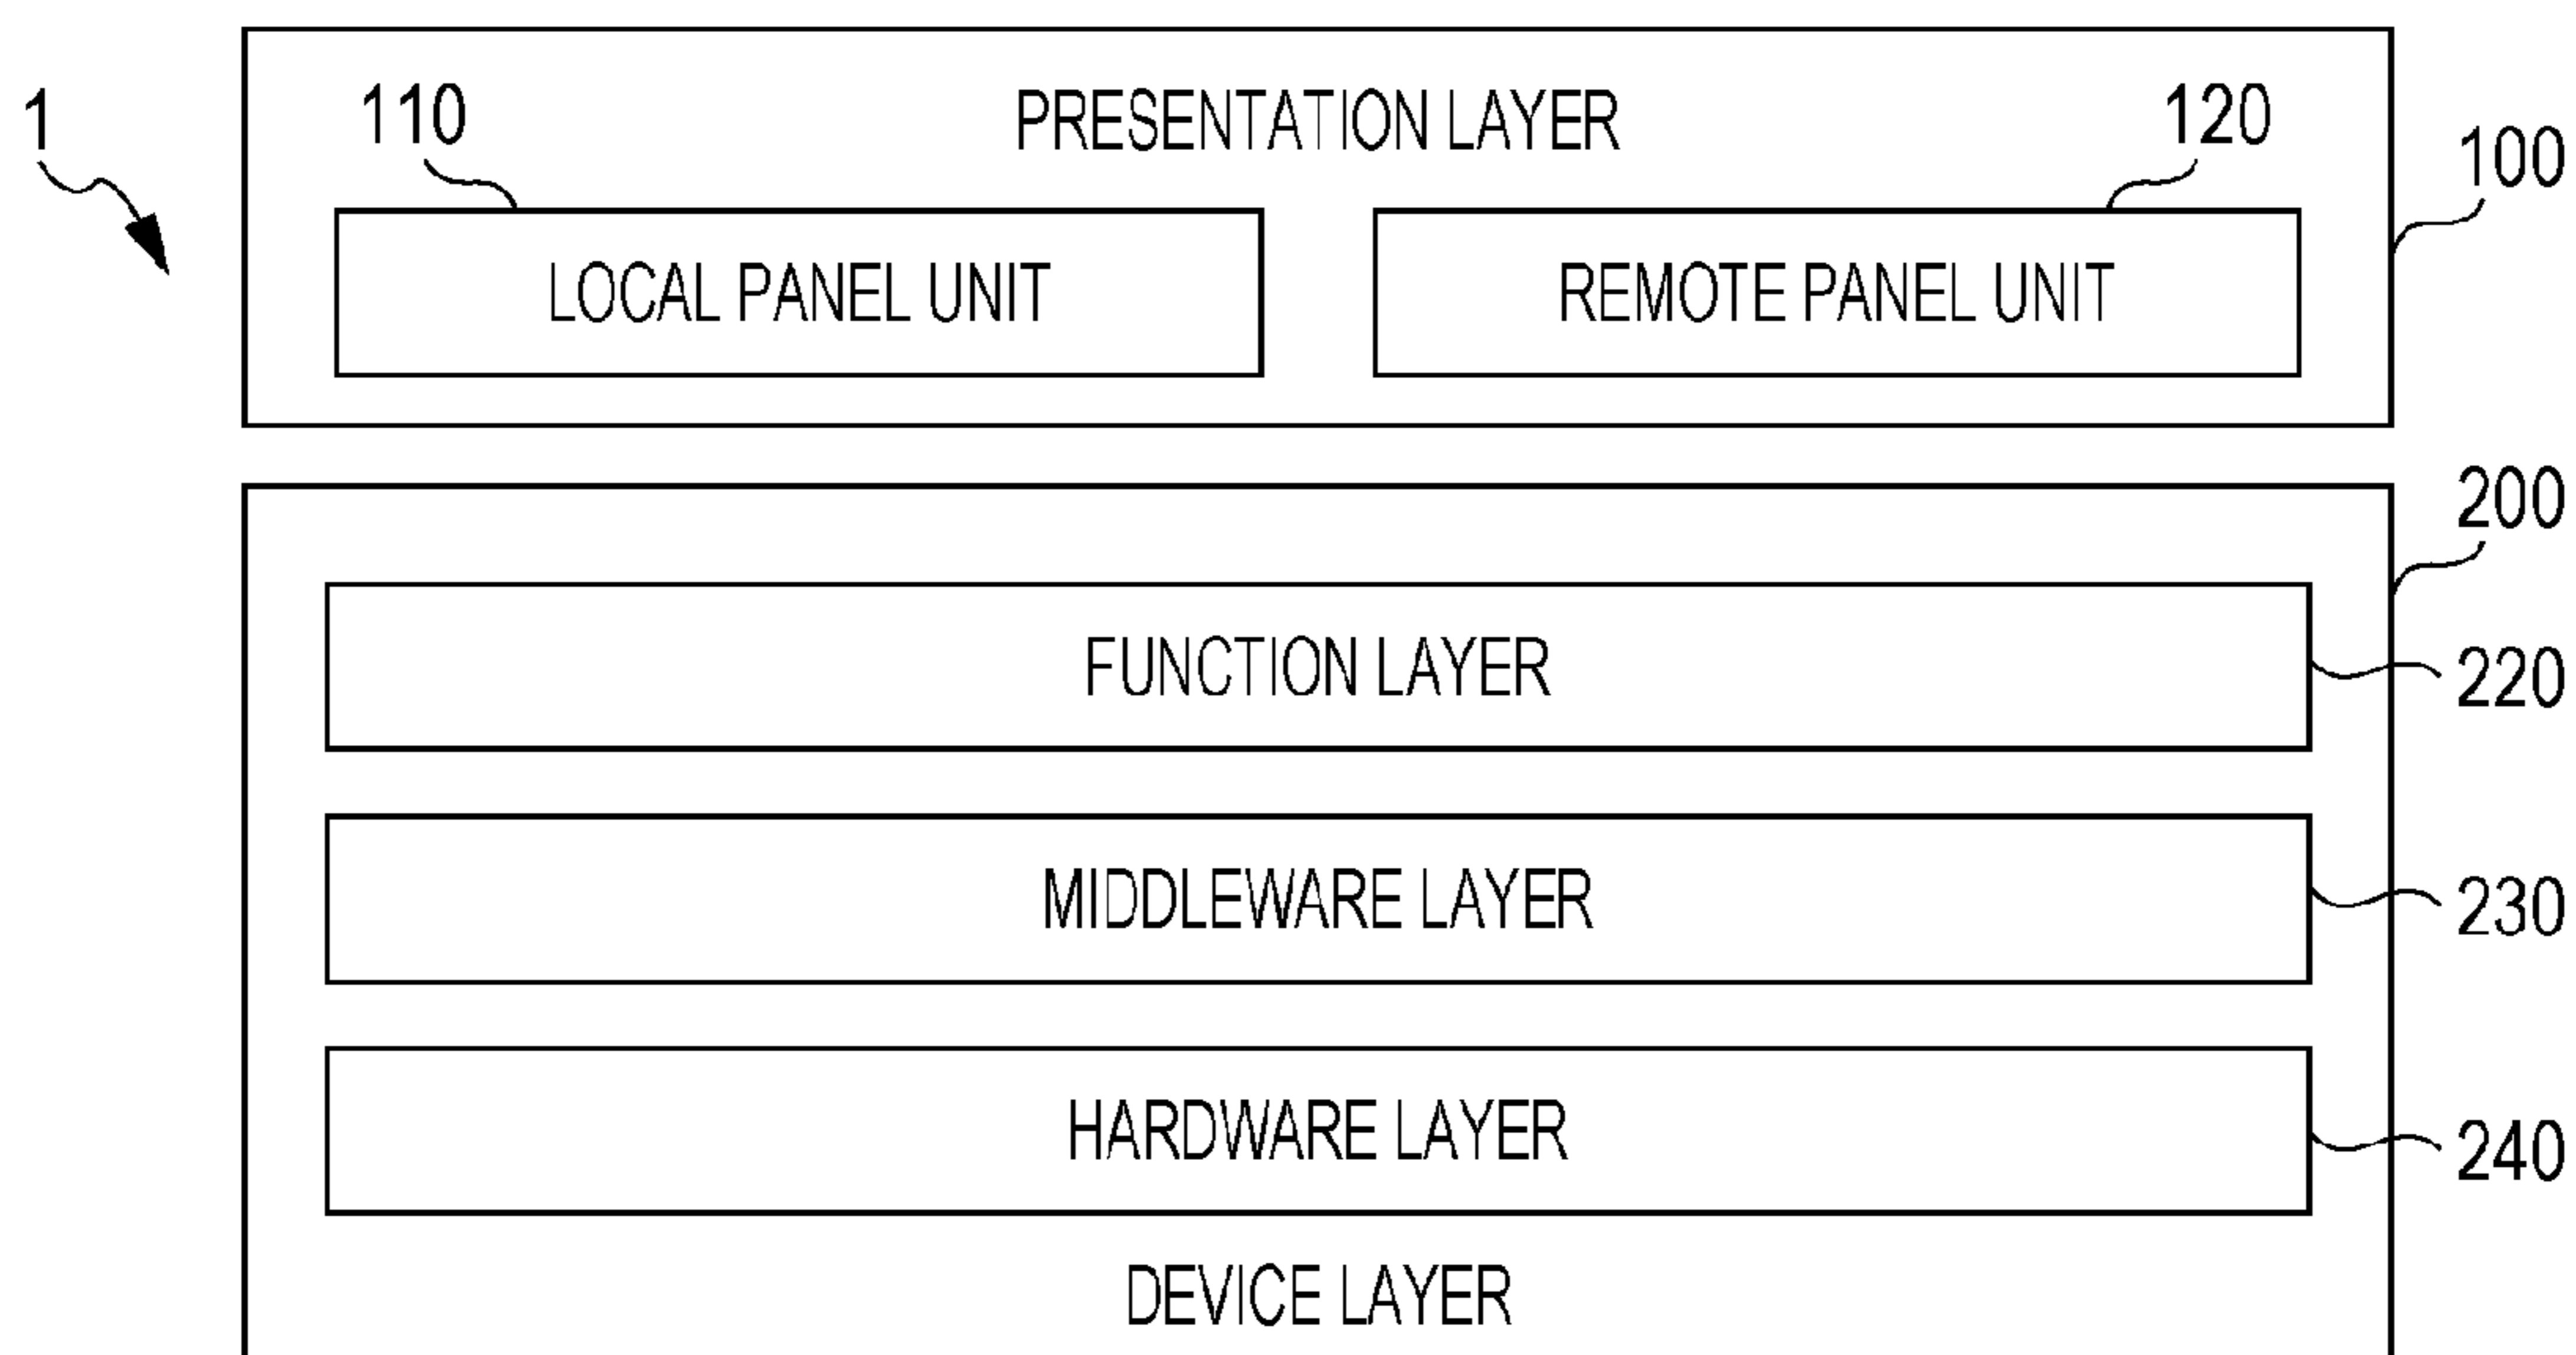 1
110
PRESENTATION LAYER
120
100
LOCAL PANEL UNIT
REMOTE PANEL UNIT
200
FUNCTION LAYER
220
MIDDLEWARE LAYER
230
HARDWARE LAYER
240
DEVICE LAYER